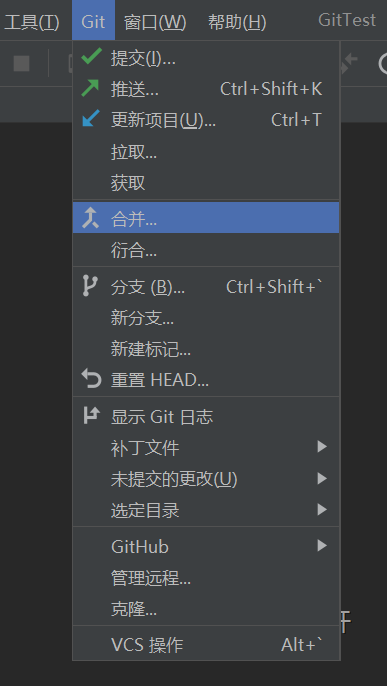 工具(T) Git 窗口(W) 帮助(H) GitTest
提交(I)...
推送... Ctrl+Shift+K
更新项目(U)... Ctrl+T
拉取...
获取
合并...
衍合...
分支 (B)... Ctrl+Shift+`
新分支...
新建标记...
重置 HEAD...
显示 Git 日志
补丁文件
未提交的更改(U)
选定目录
GitHub
管理远程...
克隆...
VCS 操作 Alt+`